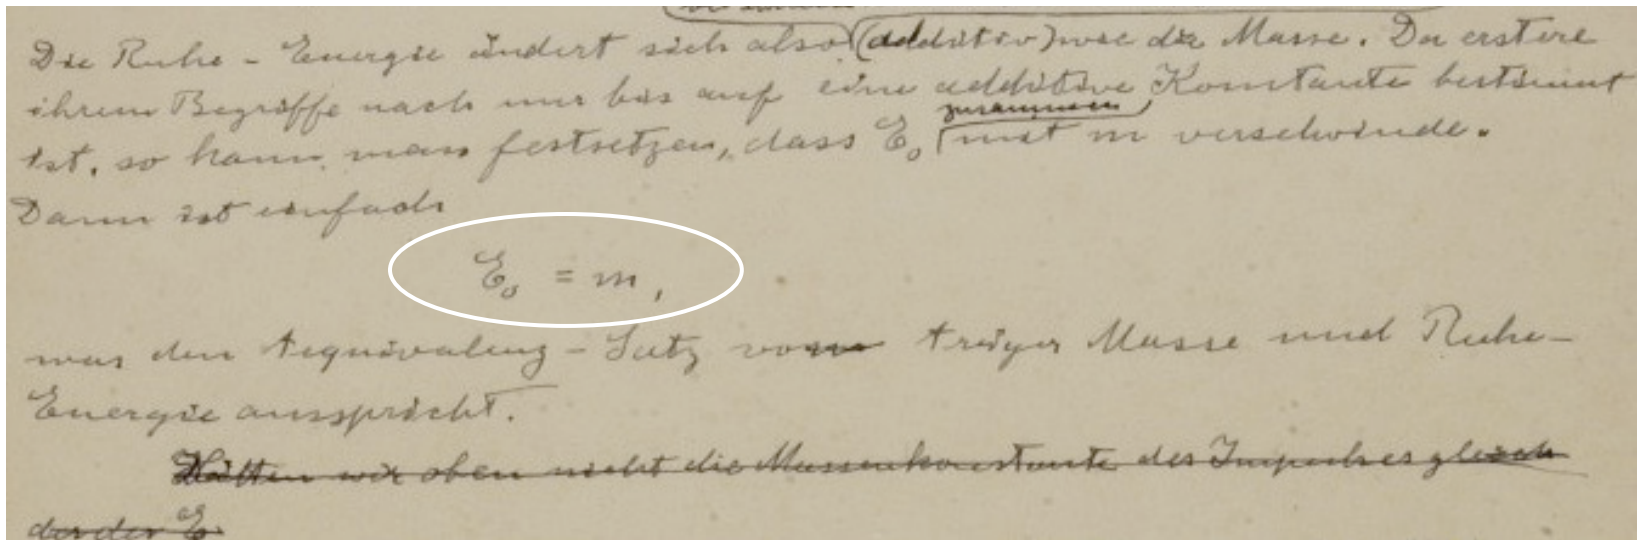 Die Ruhe-Energie ändert sich also (additiv) wie die Masse. Da erstere
ihrem Begriffe nach nur bis auf eine additive Konstante bestimmt
zusammen
ist, so kann man festsetzen, dass E₀ mit m verschwinde.
Dann ist einfach
E₀ = m,
was den Aequivalenz-Satz von träger Masse und Ruhe-
Energie ausspricht.
Hätten wir oben nicht die Massenkonstante des Impulses gleich
der der E